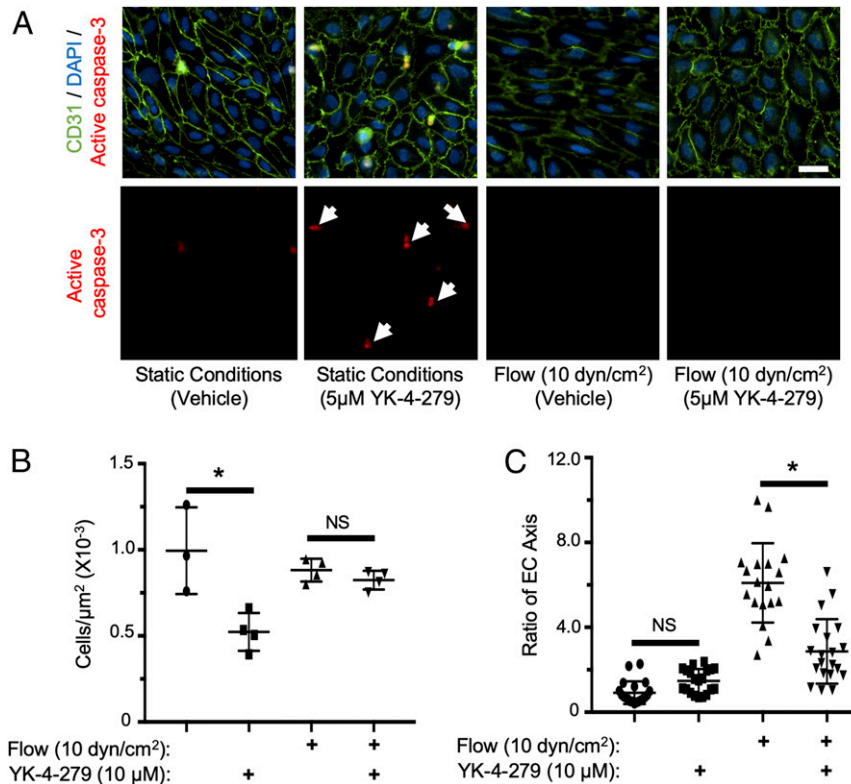 A
CD31 / DAPI /
Active caspase-3
Active
caspase-3
Static Conditions
(Vehicle)
Static Conditions
(5µM YK-4-279)
Flow (10 dyn/cm²)
(Vehicle)
Flow (10 dyn/cm²)
(5µM YK-4-279)
B
Cells/µm² (X10⁻³)
1.5
1.0
0.5
0
*
NS
Flow (10 dyn/cm²):
+
+
YK-4-279 (10 µM):
+
+
C
Ratio of EC Axis
12.0
8.0
4.0
0
NS
*
Flow (10 dyn/cm²):
+
+
YK-4-279 (10 µM):
+
+